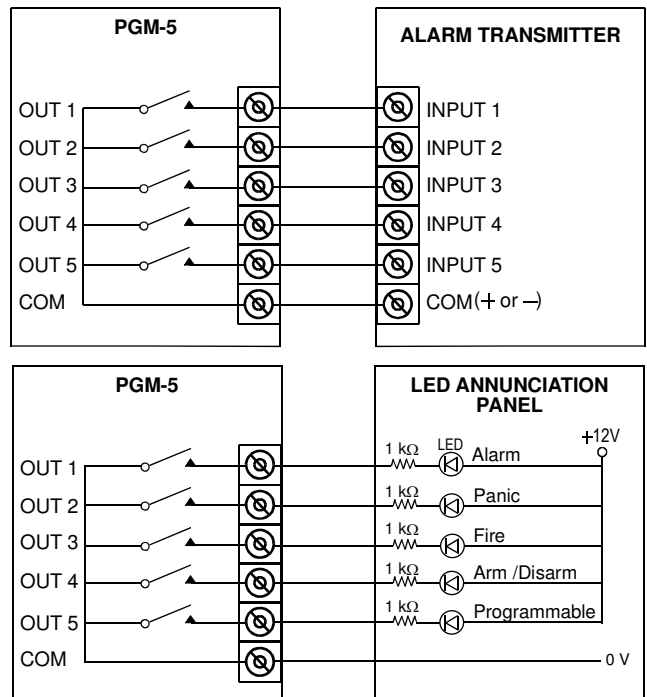 PGM-5
ALARM TRANSMITTER
OUT 1
INPUT 1
OUT 2
INPUT 2
OUT 3
INPUT 3
OUT 4
INPUT 4
OUT 5
INPUT 5
COM
COM (+ or –)
PGM-5
LED ANNUNCIATION
PANEL
+12V
OUT 1
1 kΩ
LED
Alarm
OUT 2
1 kΩ
Panic
OUT 3
1 kΩ
Fire
OUT 4
1 kΩ
Arm /Disarm
OUT 5
1 kΩ
Programmable
COM
0 V